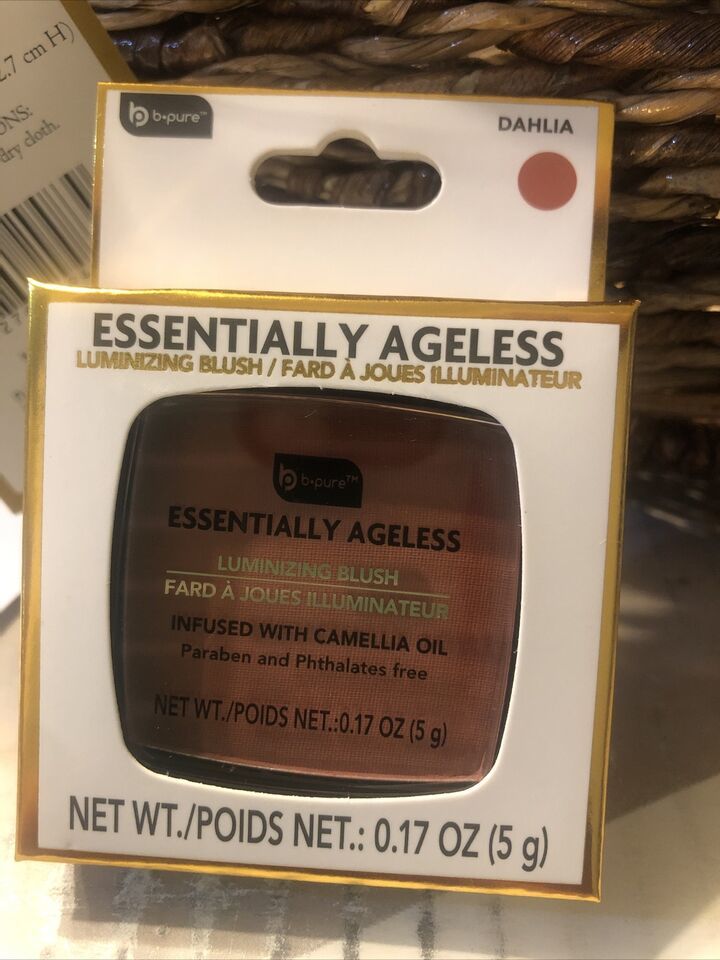 2.7 cm H)
ONS:
dry cloth.
b•pure™
DAHLIA
ESSENTIALLY AGELESS
LUMINIZING BLUSH / FARD À JOUES ILLUMINATEUR
b•pure™
ESSENTIALLY AGELESS
LUMINIZING BLUSH
FARD À JOUES ILLUMINATEUR
INFUSED WITH CAMELLIA OIL
Paraben and Phthalates free
NET WT./POIDS NET.:0.17 OZ (5 g)
NET WT./POIDS NET.: 0.17 OZ (5 g)